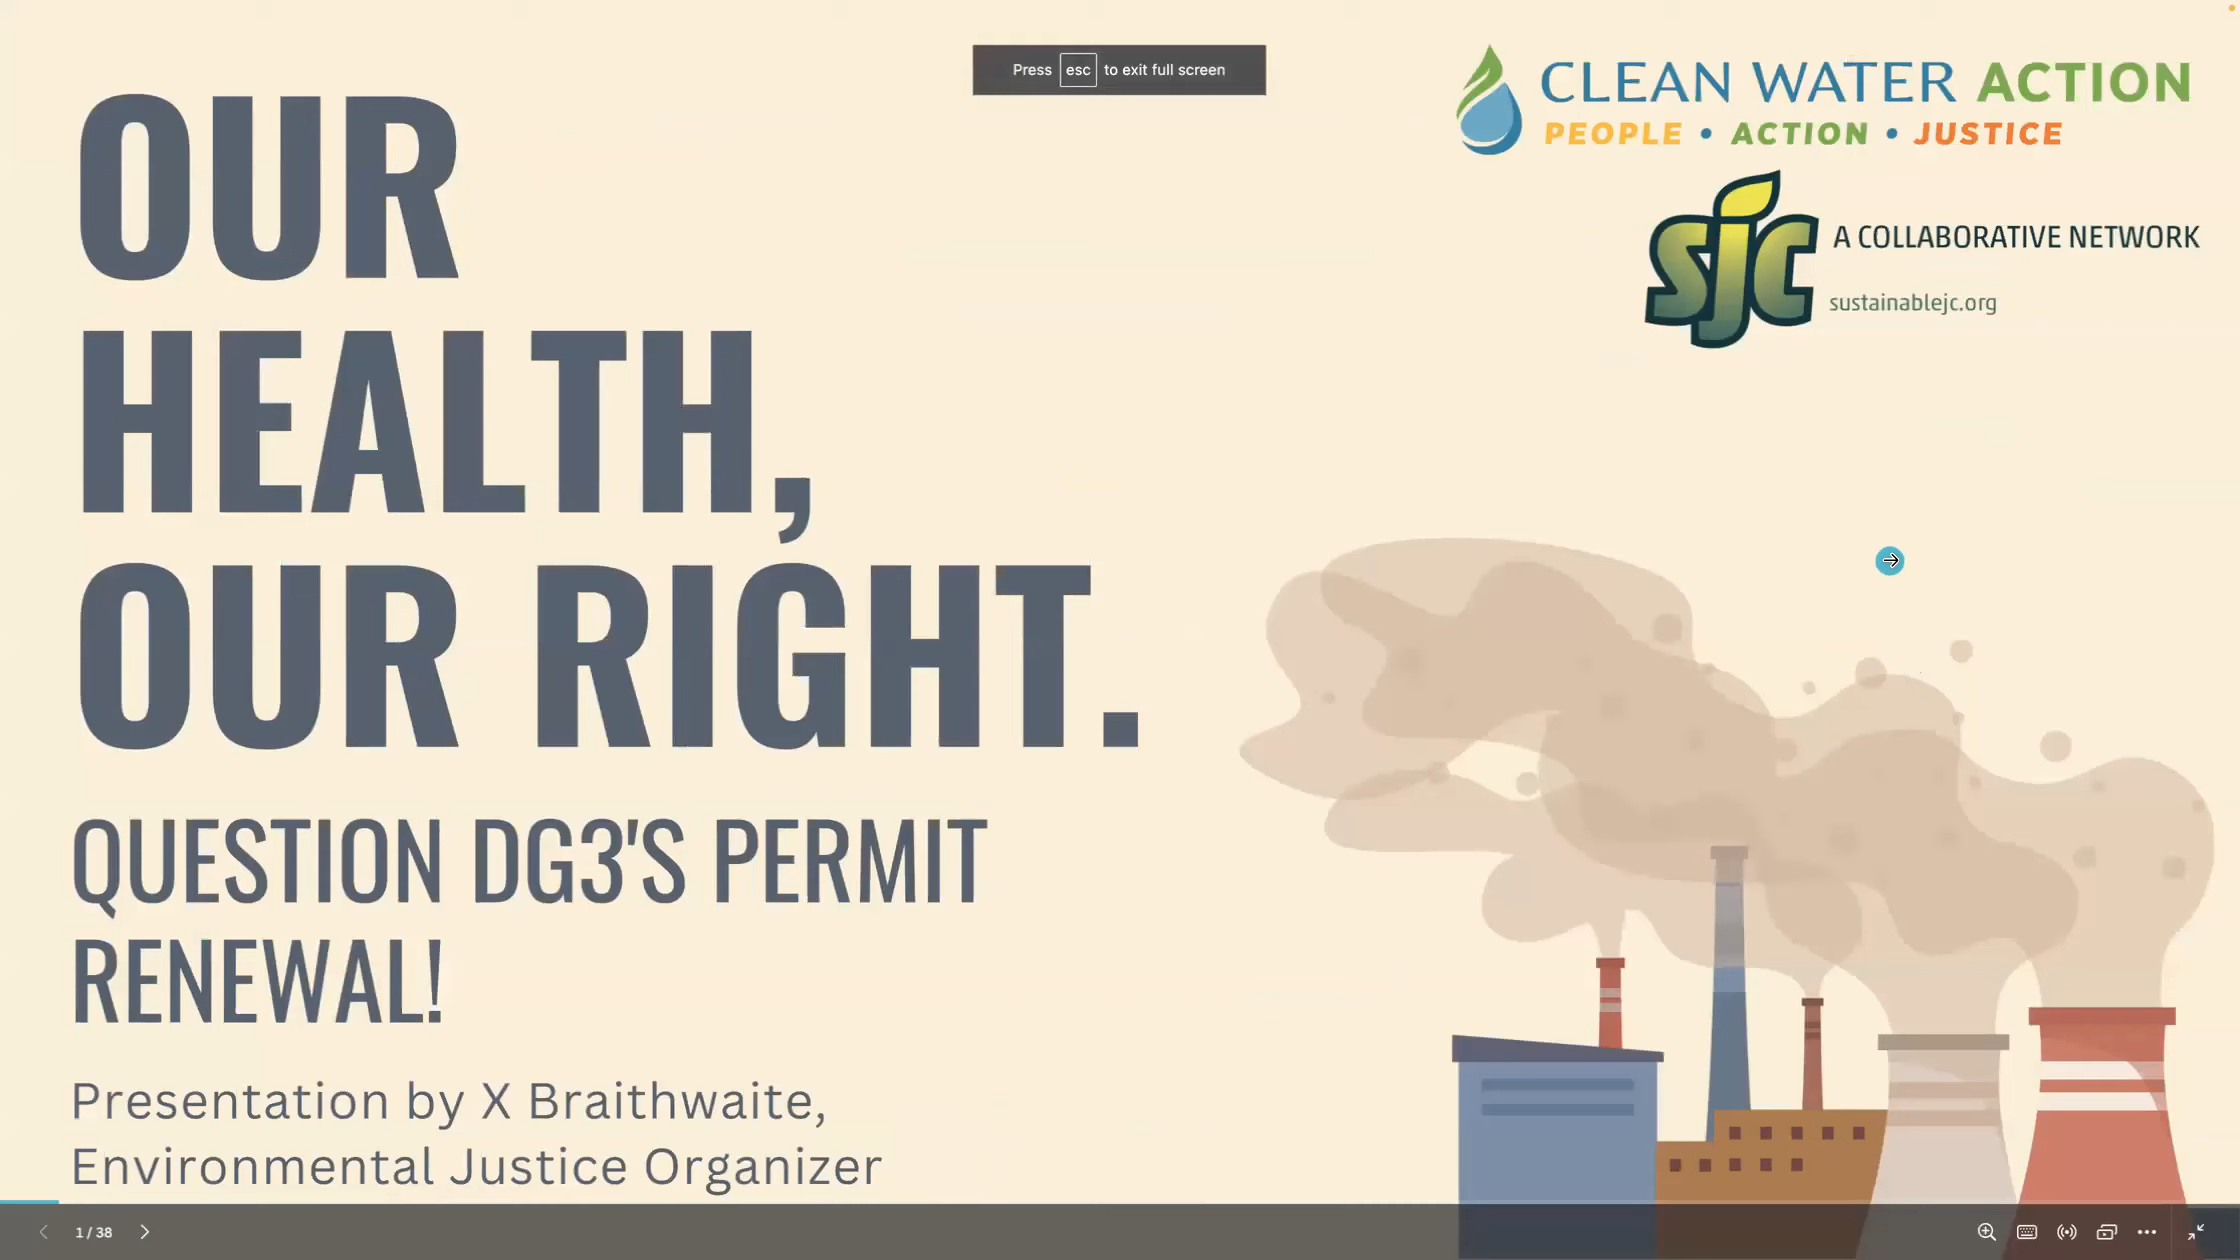 Press esc to exit full screen
CLEAN WATER ACTION
PEOPLE • ACTION • JUSTICE
sjc
A COLLABORATIVE NETWORK
sustainablejc.org
OUR
HEALTH,
OUR RIGHT.
QUESTION DG3'S PERMIT
RENEWAL!
Presentation by X Braithwaite,
Environmental Justice Organizer
1 / 38